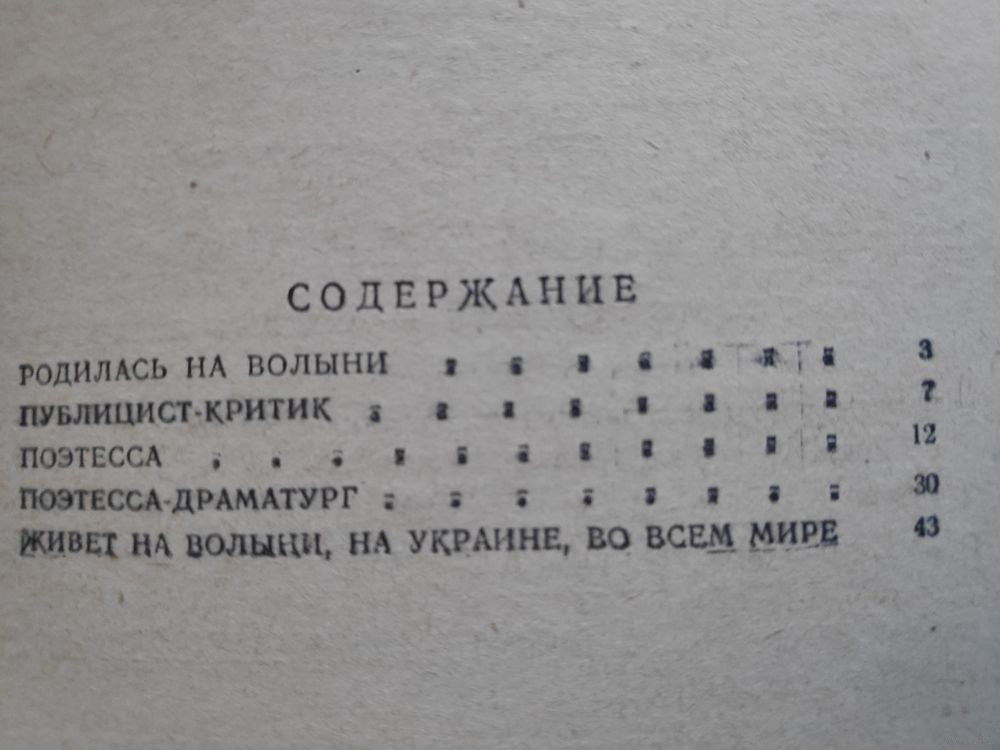 СОДЕРЖАНИЕ
РОДИЛАСЬ НА ВОЛЫНИ 3
ПУБЛИЦИСТ-КРИТИК 7
ПОЭТЕССА 12
ПОЭТЕССА-ДРАМАТУРГ 30
ЖИВЕТ НА ВОЛЫНИ, НА УКРАИНЕ, ВО ВСЕМ МИРЕ 43